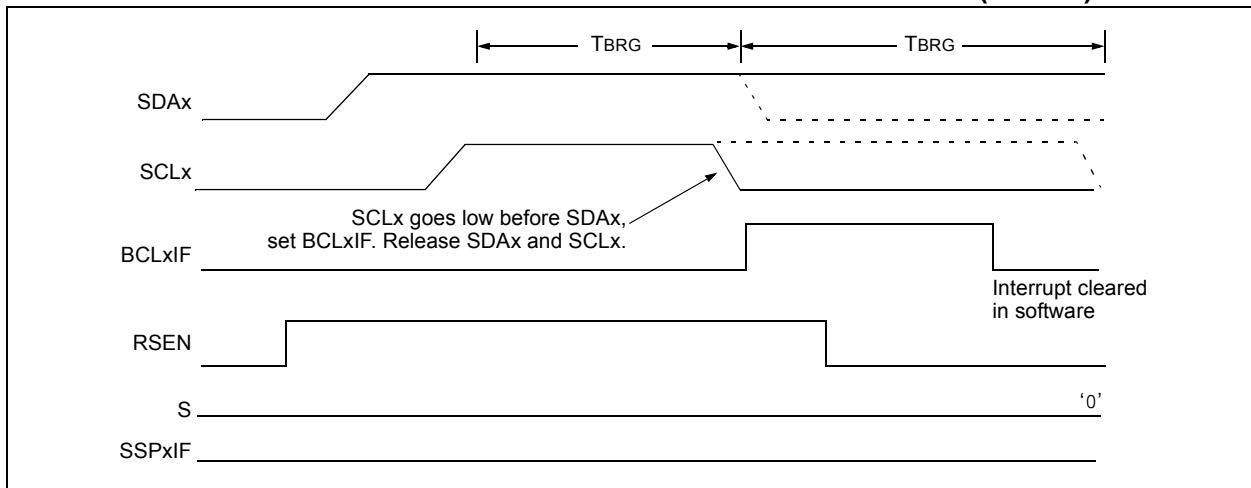 TBRG TBRG
SDAx
SCLx
SCLx goes low before SDAx,
set BCLxIF. Release SDAx and SCLx.
BCLxIF
Interrupt cleared
in software
RSEN
S '0'
SSPxIF